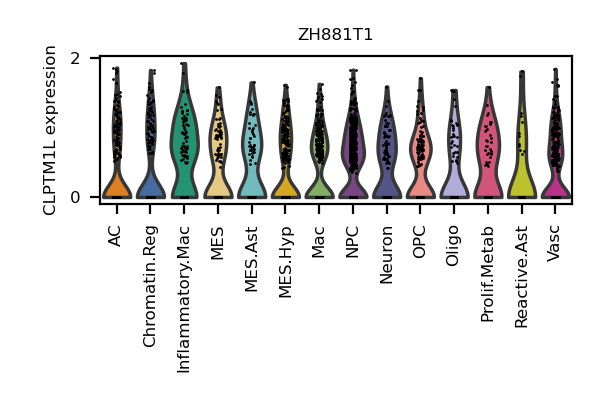 ZH881T1
CLPTM1L expression
2
0
AC
Chromatin.Reg
Inflammatory.Mac
MES
MES.Ast
MES.Hyp
Mac
NPC
Neuron
OPC
Oligo
Prolif.Metab
Reactive.Ast
Vasc